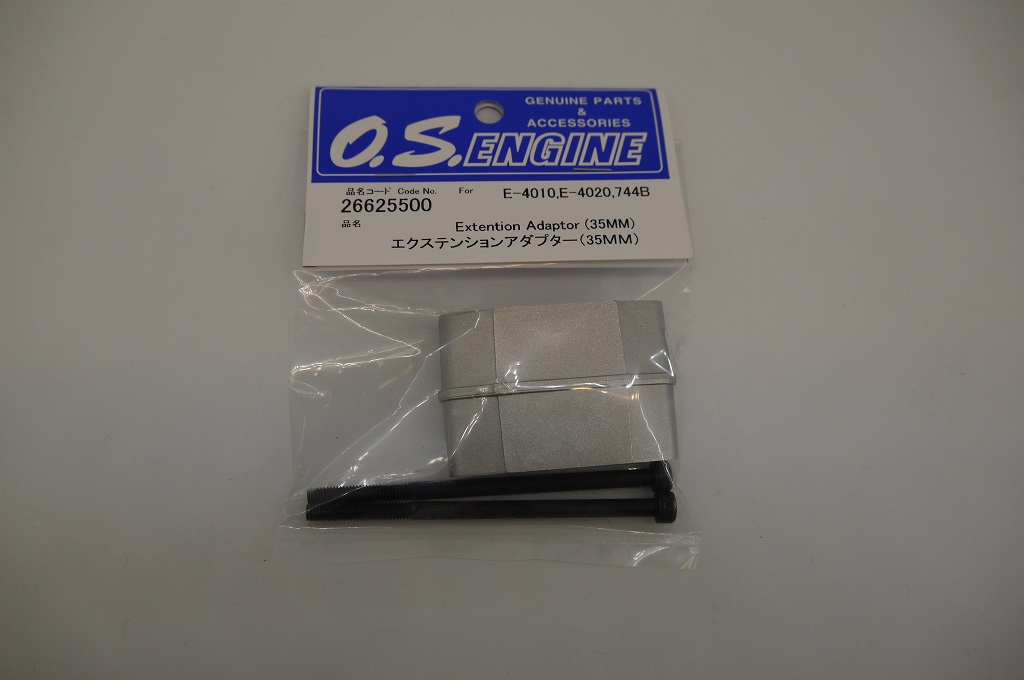 GENUINE PARTS
&
ACCESSORIES
O.S.ENGINE
品名コード Code No. For E-4010,E-4020,744B
26625500
品名 Extention Adaptor (35MM)
エクステンションアダプター(35MM)